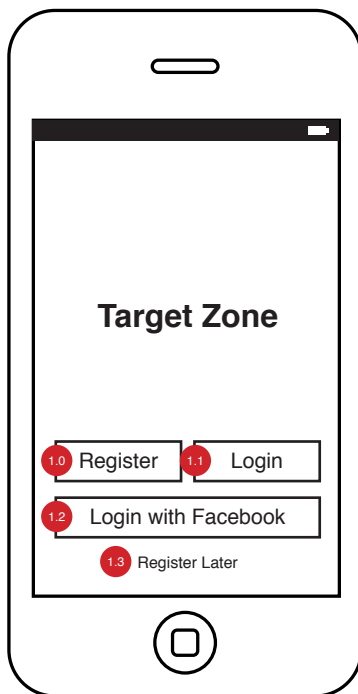 Target Zone
1.0 Register 1.1 Login
1.2 Login with Facebook
1.3 Register Later